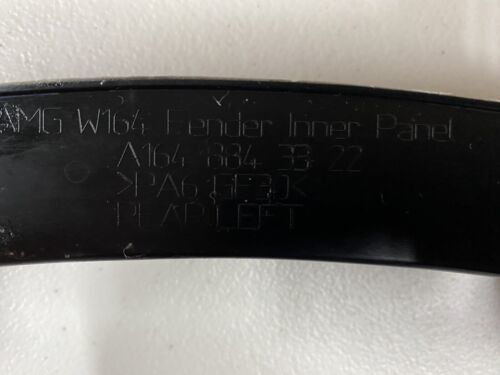 AMG W164 Fender Inner Panel
A164 884 33 22
>PA6 GF30<
REAR LEFT